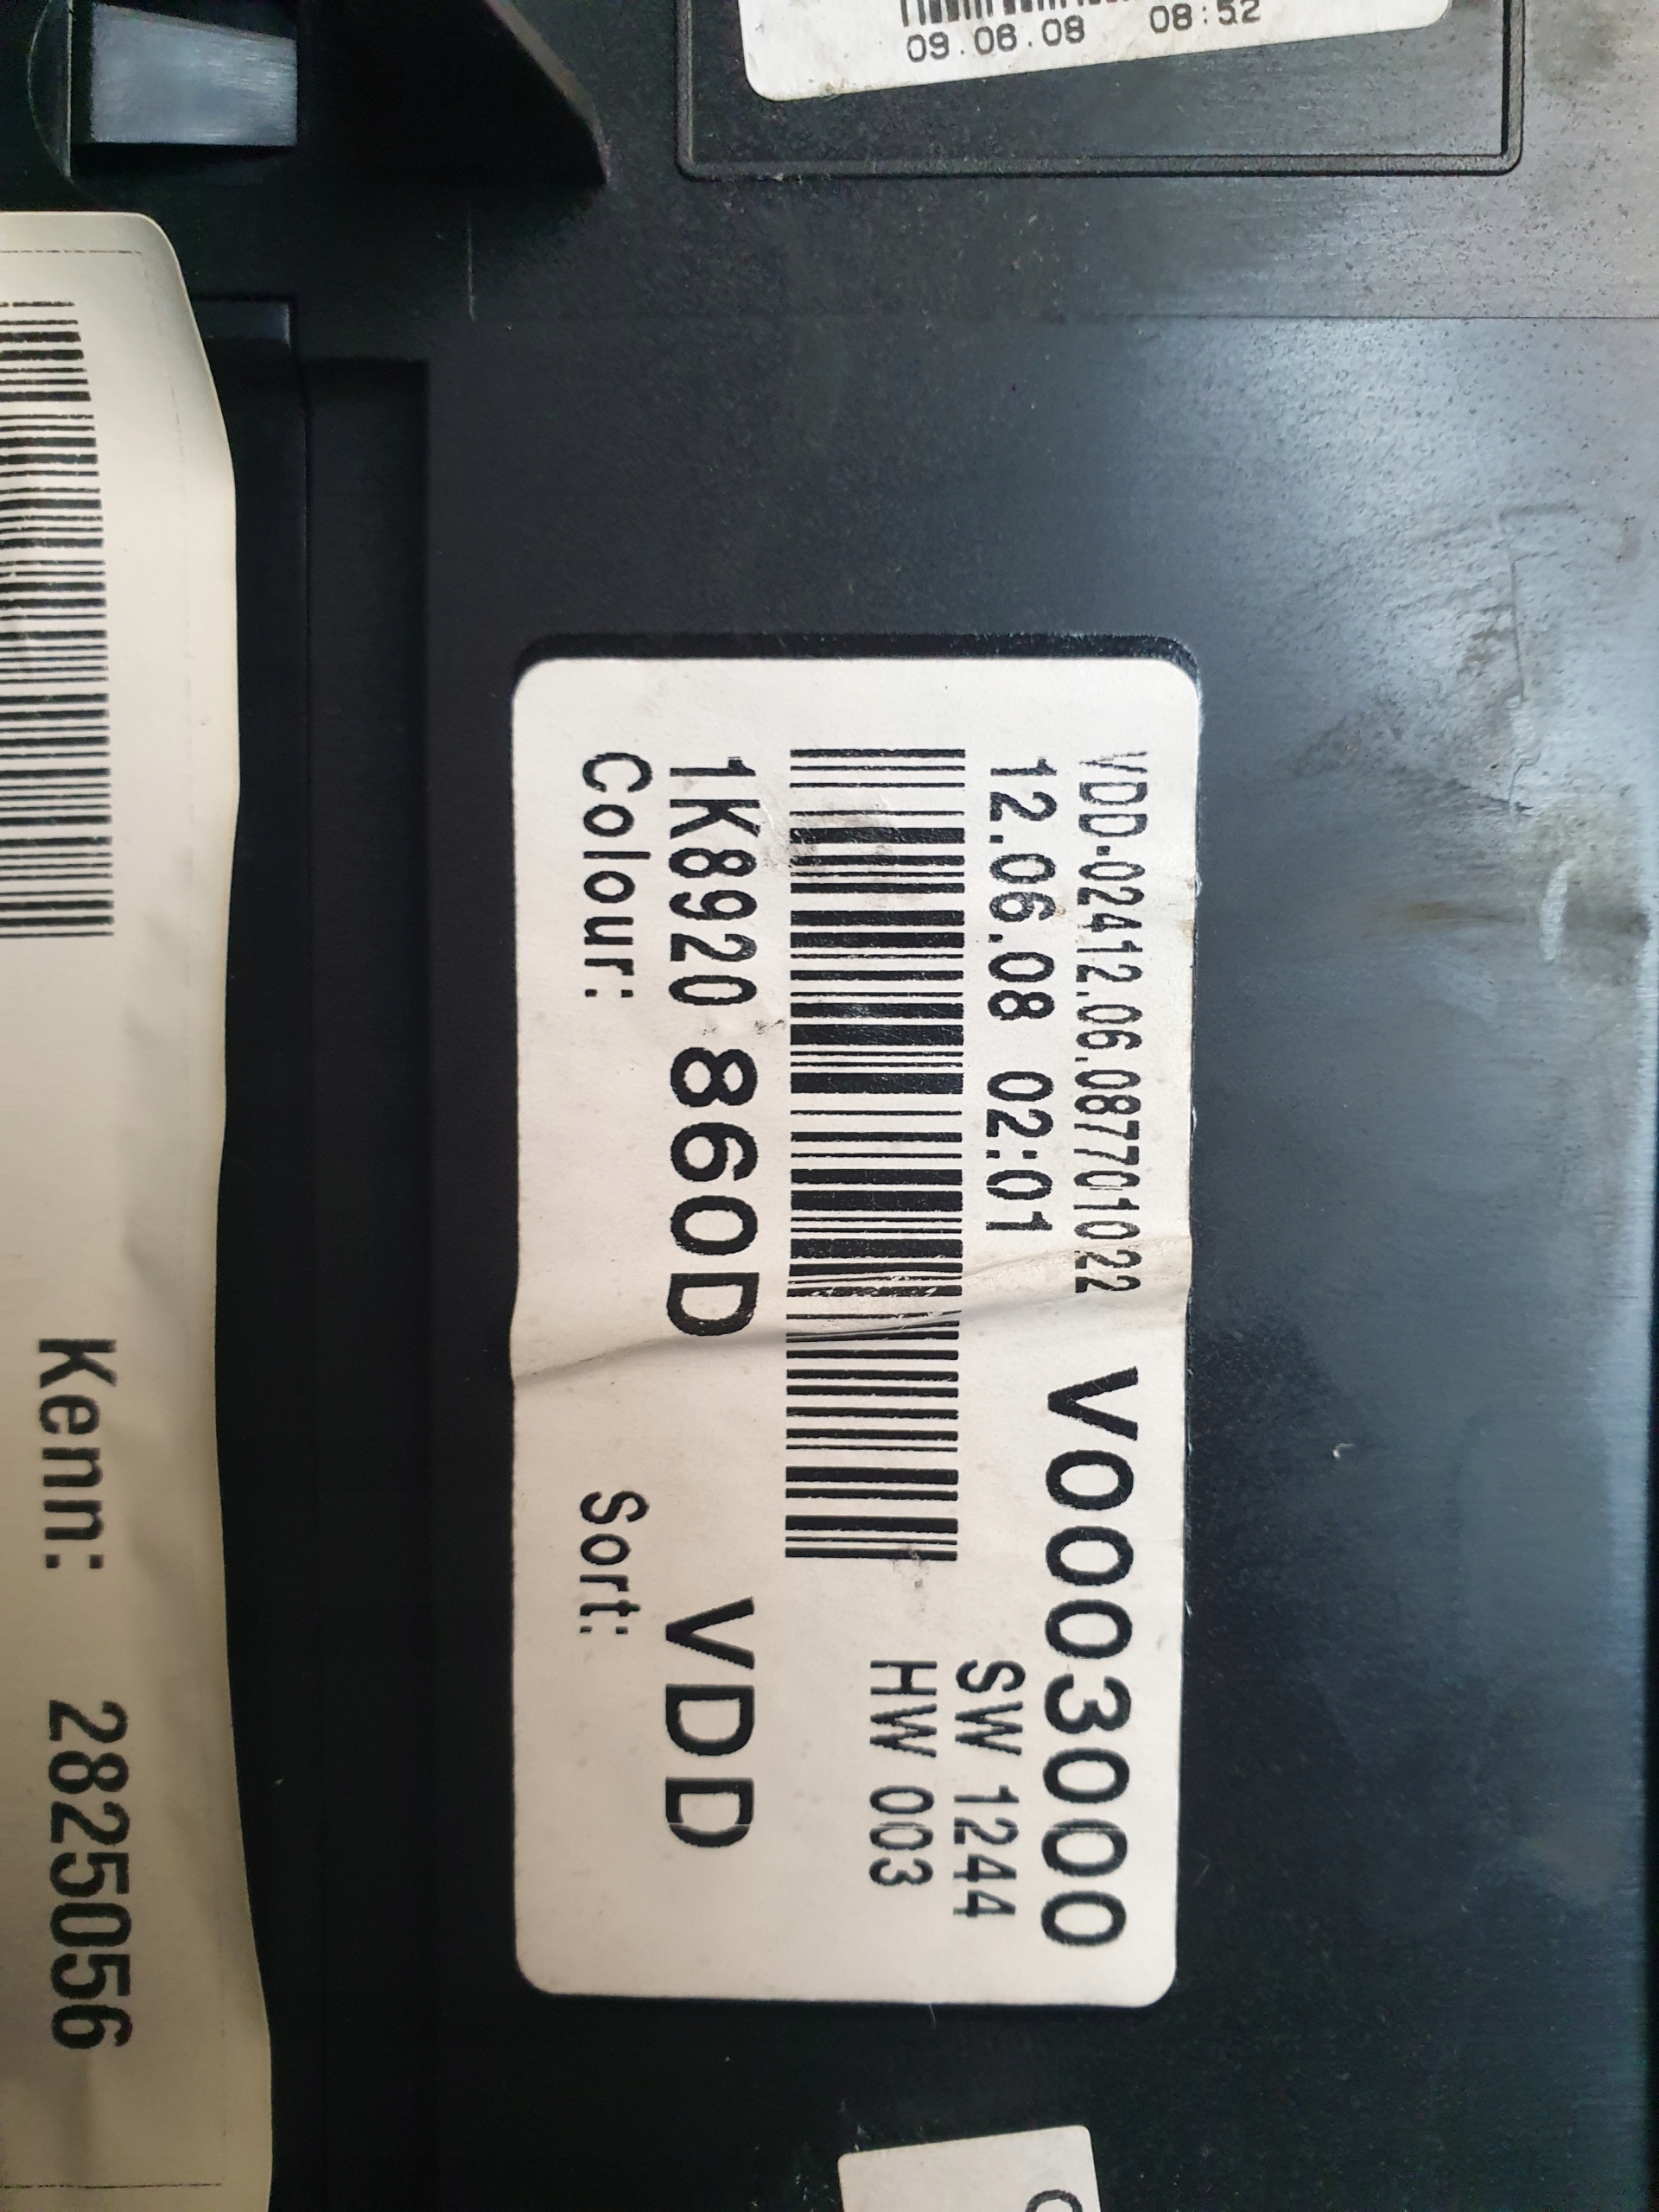 09.06.08 08:52
VDD-02412.06.0877010 22 V0003000
12.06.08 02:01
SW 1244
HW 003
1K8920 860D VDD
Colour: Sort:
Kenn: 2825056